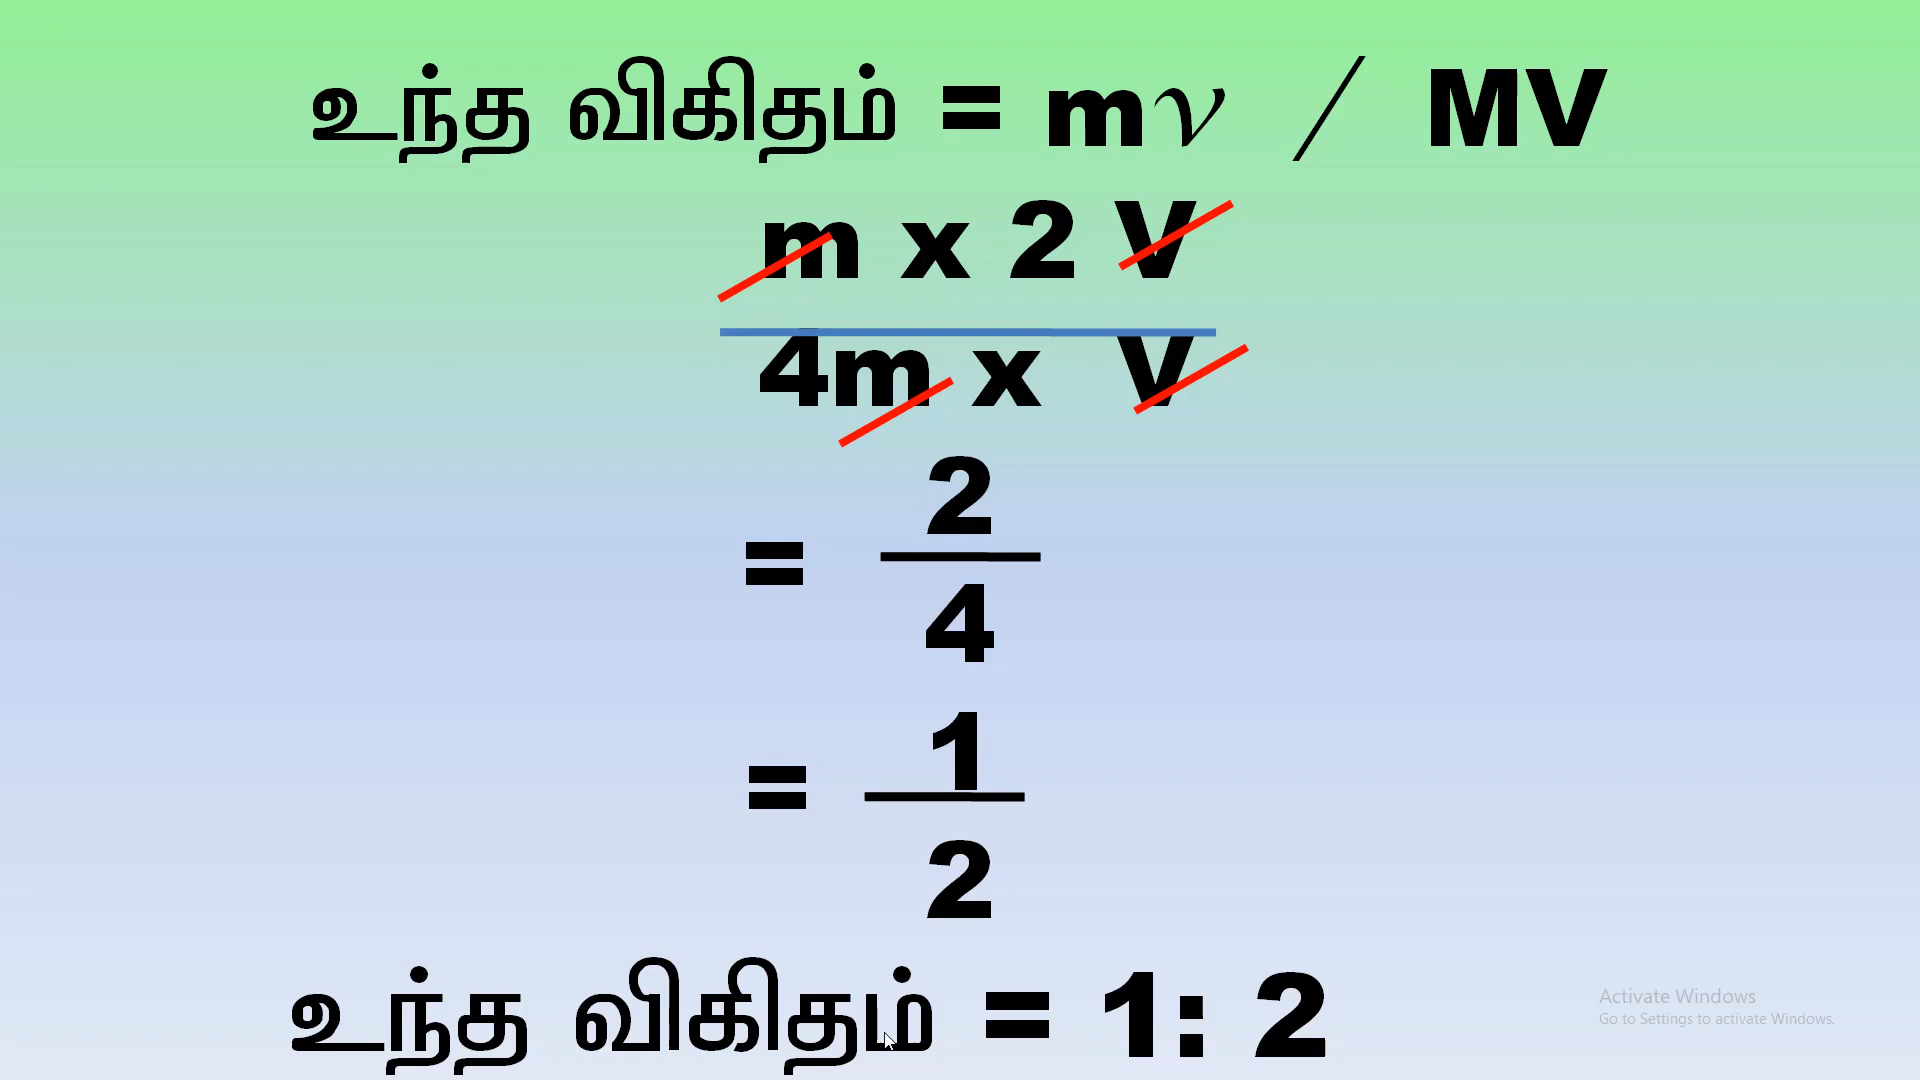 உந்த விகிதம் = mν / MV
m x 2 V
4m x V
= 2
4
= 1
2
உந்த விகிதம் = 1: 2
Activate Windows
Go to Settings to activate Windows.